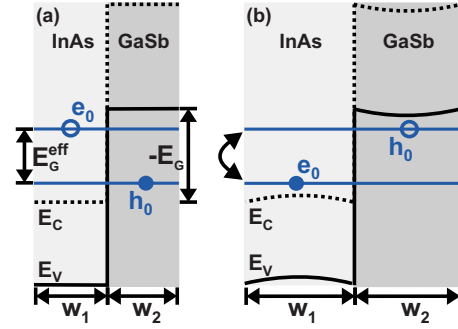 (a)
InAs
GaSb
e₀
E_G^eff
-E_G
h₀
E_C
E_V
w₁
w₂
(b)
InAs
GaSb
h₀
e₀
E_C
E_V
w₁
w₂